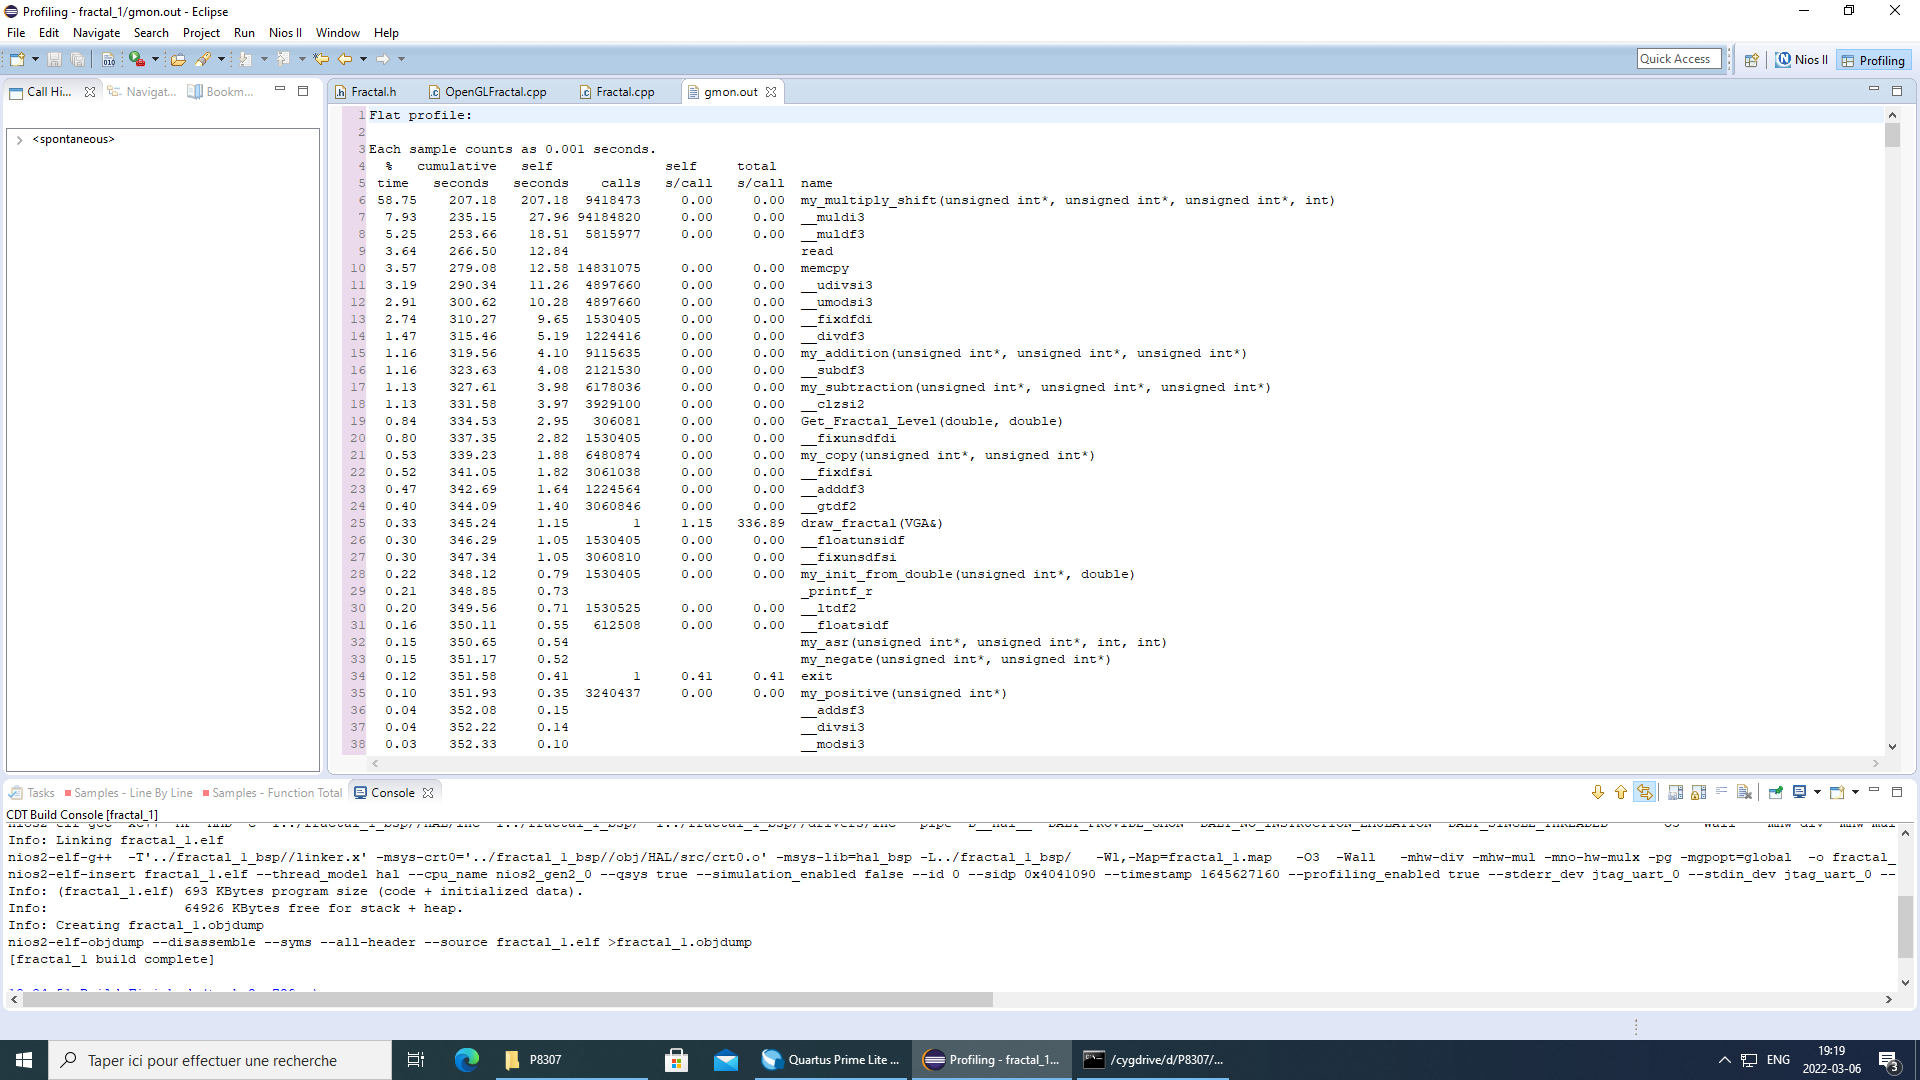 Profiling - fractal_1/gmon.out - Eclipse
File Edit Navigate Search Project Run Nios II Window Help
Quick Access
Nios II
Profiling
Call Hi...
Navigat...
Bookm...
<spontaneous>
Fractal.h
OpenGLFractal.cpp
Fractal.cpp
gmon.out
1 Flat profile:
2
3 Each sample counts as 0.001 seconds.
4 % cumulative self self total
5 time seconds seconds calls s/call s/call name
6 58.75 207.18 207.18 9418473 0.00 0.00 my_multiply_shift(unsigned int*, unsigned int*, unsigned int*, int)
7 7.93 235.15 27.96 94184820 0.00 0.00 __muldi3
8 5.25 253.66 18.51 5815977 0.00 0.00 __muldf3
9 3.64 266.50 12.84 read
10 3.57 279.08 12.58 14831075 0.00 0.00 memcpy
11 3.19 290.34 11.26 4897660 0.00 0.00 __udivsi3
12 2.91 300.62 10.28 4897660 0.00 0.00 __umodsi3
13 2.74 310.27 9.65 1530405 0.00 0.00 __fixdfdi
14 1.47 315.46 5.19 1224416 0.00 0.00 __divdf3
15 1.16 319.56 4.10 9115635 0.00 0.00 my_addition(unsigned int*, unsigned int*, unsigned int*)
16 1.16 323.63 4.08 2121530 0.00 0.00 __subdf3
17 1.13 327.61 3.98 6178036 0.00 0.00 my_subtraction(unsigned int*, unsigned int*, unsigned int*)
18 1.13 331.58 3.97 3929100 0.00 0.00 __clzsi2
19 0.84 334.53 2.95 306081 0.00 0.00 Get_Fractal_Level(double, double)
20 0.80 337.35 2.82 1530405 0.00 0.00 __fixunsdfdi
21 0.53 339.23 1.88 6480874 0.00 0.00 my_copy(unsigned int*, unsigned int*)
22 0.52 341.05 1.82 3061038 0.00 0.00 __fixdfsi
23 0.47 342.69 1.64 1224564 0.00 0.00 __adddf3
24 0.40 344.09 1.40 3060846 0.00 0.00 __gtdf2
25 0.33 345.24 1.15 1 1.15 336.89 draw_fractal(VGA&)
26 0.30 346.29 1.05 1530405 0.00 0.00 __floatunsidf
27 0.30 347.34 1.05 3060810 0.00 0.00 __fixunsdfsi
28 0.22 348.12 0.79 1530405 0.00 0.00 my_init_from_double(unsigned int*, double)
29 0.21 348.85 0.73 _printf_r
30 0.20 349.56 0.71 1530525 0.00 0.00 __ltdf2
31 0.16 350.11 0.55 612508 0.00 0.00 __floatsidf
32 0.15 350.65 0.54 my_asr(unsigned int*, unsigned int*, int, int)
33 0.15 351.17 0.52 my_negate(unsigned int*, unsigned int*)
34 0.12 351.58 0.41 1 0.41 0.41 exit
35 0.10 351.93 0.35 3240437 0.00 0.00 my_positive(unsigned int*)
36 0.04 352.08 0.15 __addsf3
37 0.04 352.22 0.14 __divsi3
38 0.03 352.33 0.10 __modsi3
Tasks
Samples - Line By Line
Samples - Function Total
Console
CDT Build Console [fractal_1]
Info: Linking fractal_1.elf
nios2-elf-g++ -T'../fractal_1_bsp//linker.x' -msys-crt0='../fractal_1_bsp//obj/HAL/src/crt0.o' -msys-lib=hal_bsp -L../fractal_1_bsp/ -Wl,-Map=fractal_1.map -O3 -Wall -mhw-div -mhw-mul -mno-hw-mulx -pg -mgpopt=global -o fractal_
nios2-elf-insert fractal_1.elf --thread_model hal --cpu_name nios2_gen2_0 --qsys true --simulation_enabled false --id 0 --sidp 0x4041090 --timestamp 1645627160 --profiling_enabled true --stderr_dev jtag_uart_0 --stdin_dev jtag_uart_0 --
Info: (fractal_1.elf) 693 KBytes program size (code + initialized data).
Info: 64926 KBytes free for stack + heap.
Info: Creating fractal_1.objdump
nios2-elf-objdump --disassemble --syms --all-header --source fractal_1.elf >fractal_1.objdump
[fractal_1 build complete]
Taper ici pour effectuer une recherche
P8307
Quartus Prime Lite ...
Profiling - fractal_1...
/cygdrive/d/P8307/...
ENG
19:19
2022-03-06
3